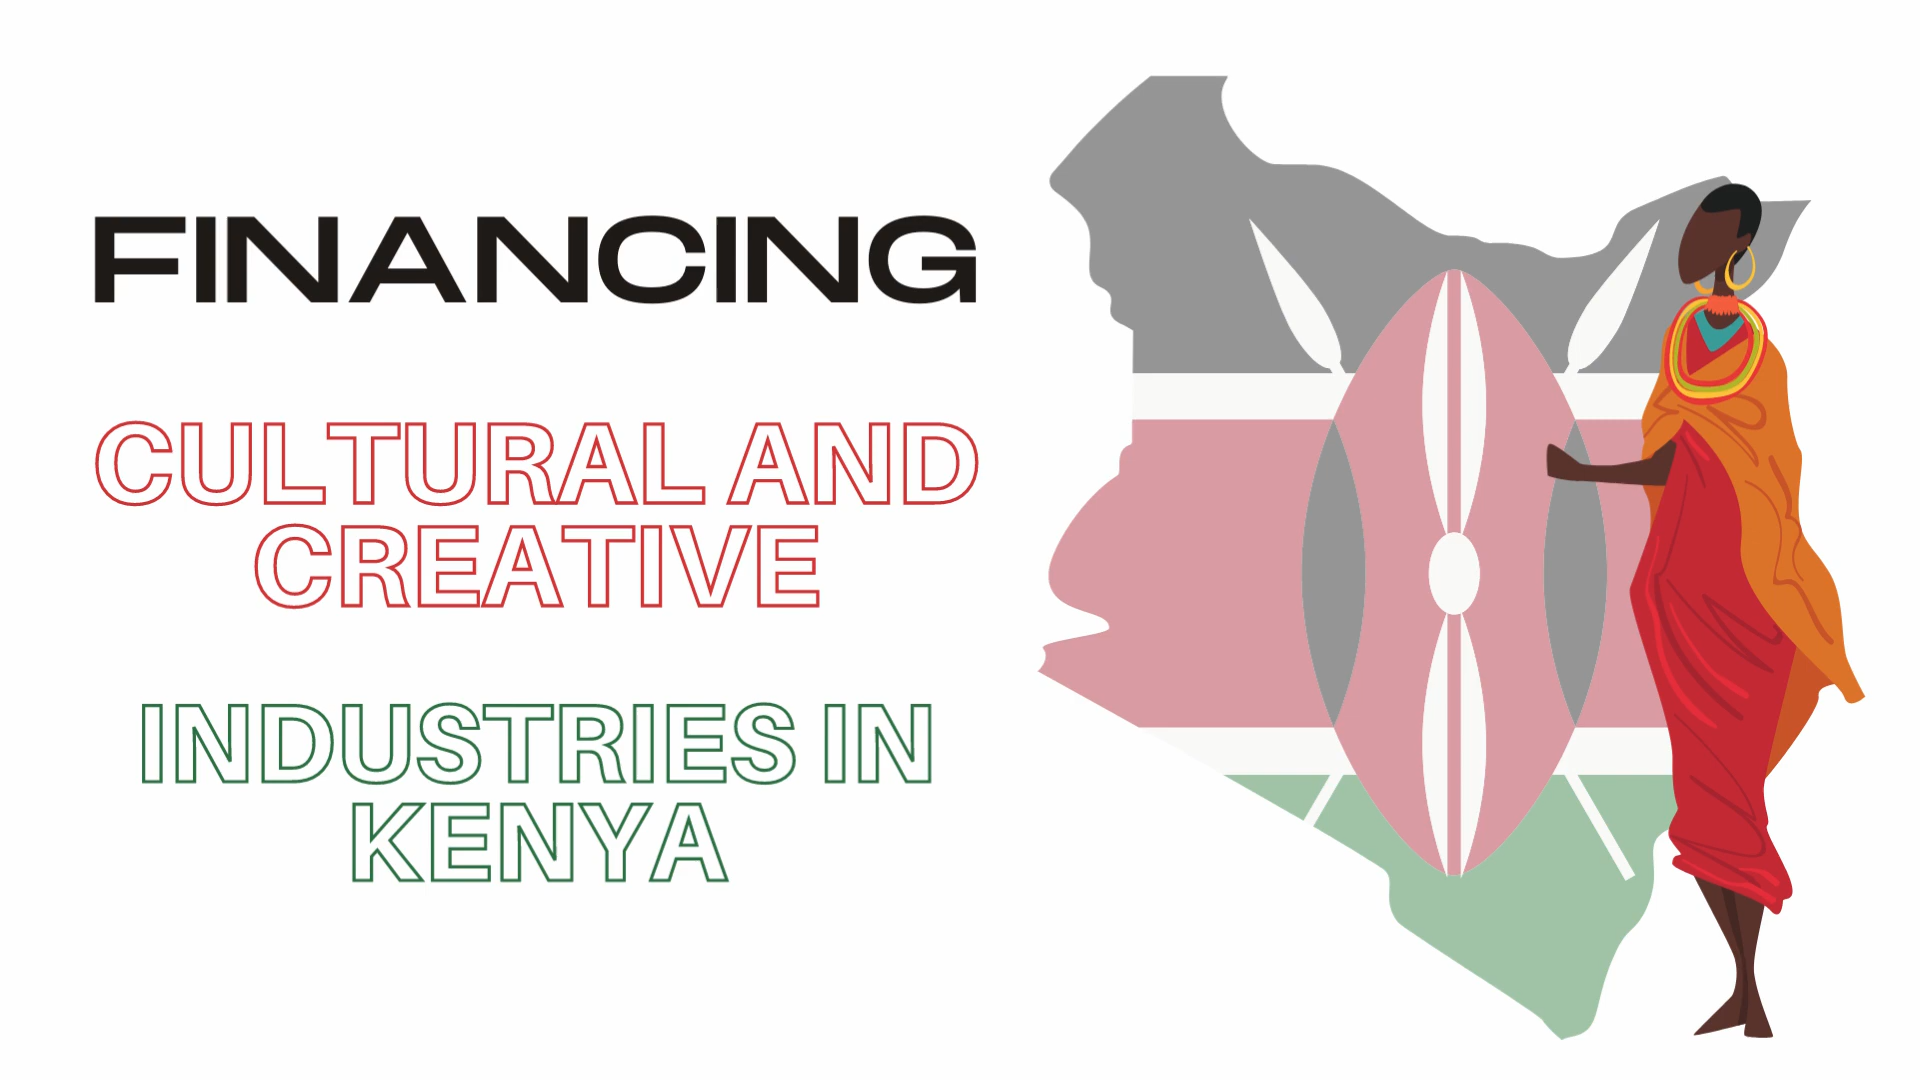 FINANCING
CULTURAL AND
CREATIVE
INDUSTRIES IN
KENYA